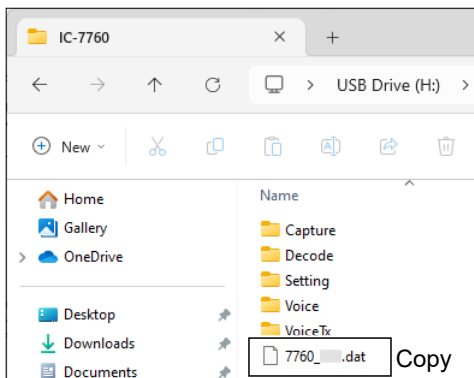 IC-7760
USB Drive (H:)
New
Home
Gallery
OneDrive
Desktop
Downloads
Documents
Name
Capture
Decode
Setting
Voice
VoiceTx
7760_ .dat
Copy